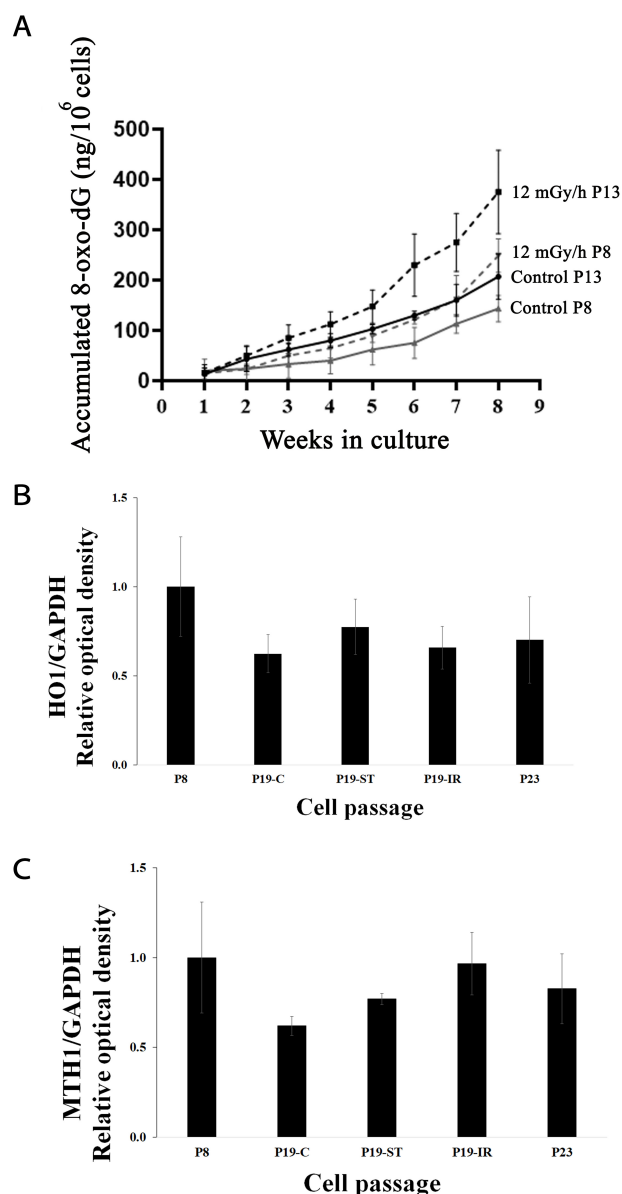 A
Accumulated 8-oxo-dG (ng/10⁶ cells)
500
400
300
200
100
0
0 1 2 3 4 5 6 7 8 9
Weeks in culture
12 mGy/h P13
12 mGy/h P8
Control P13
Control P8
B
HO1/GAPDH
Relative optical density
1.5
1.0
0.5
0.0
P8 P19-C P19-ST P19-IR P23
Cell passage
C
MTH1/GAPDH
Relative optical density
1.5
1.0
0.5
0.0
P8 P19-C P19-ST P19-IR P23
Cell passage